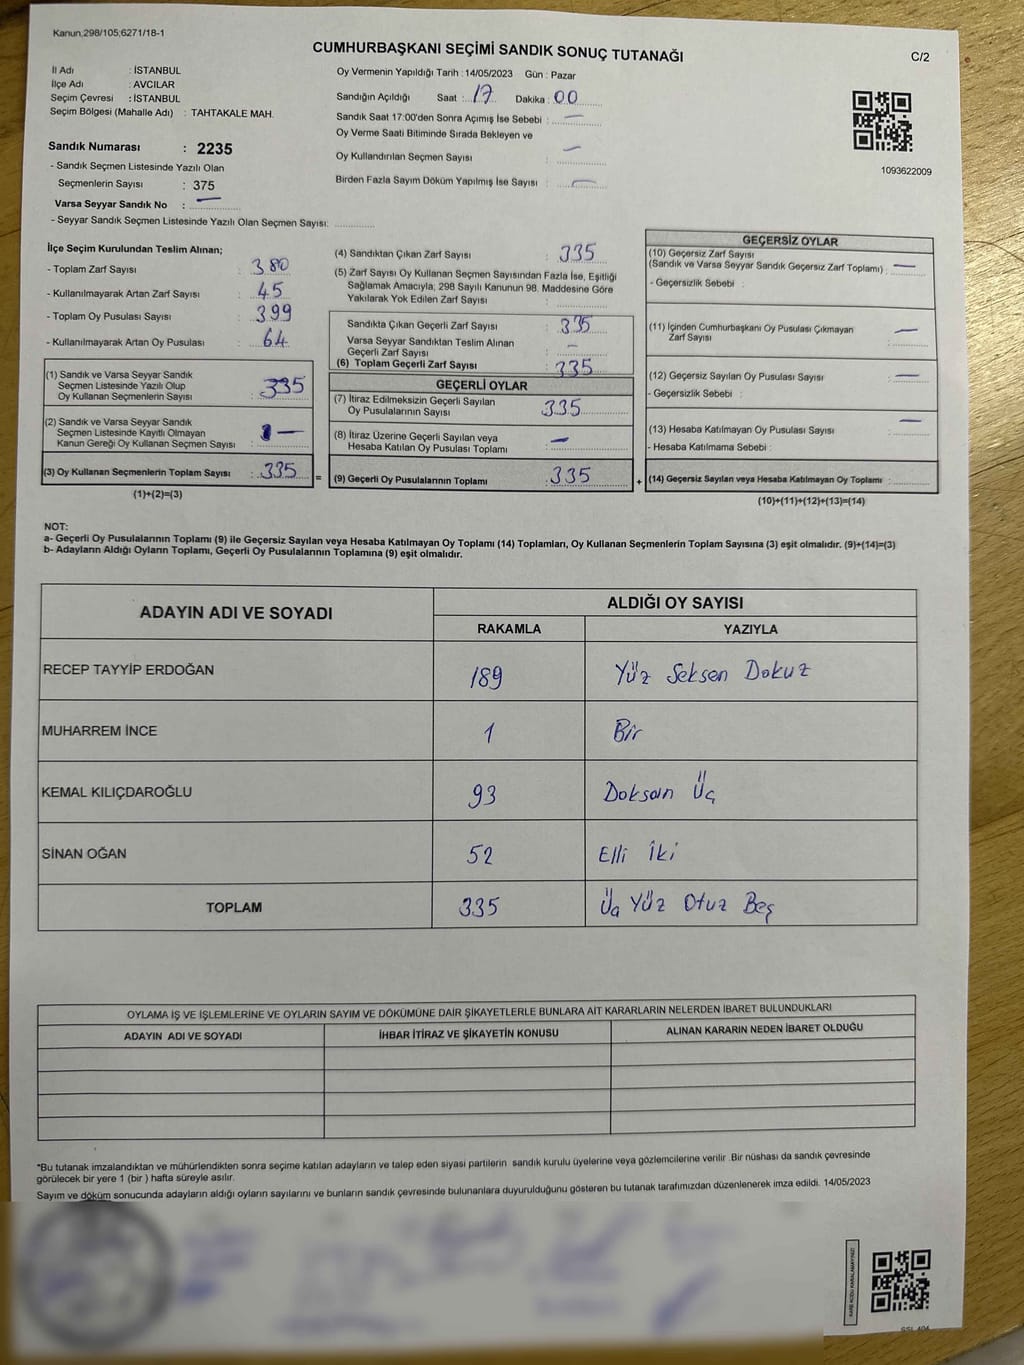 Kanun,298/105;6271/18-1
CUMHURBAŞKANI SEÇİMİ SANDIK SONUÇ TUTANAĞI
C/2
İl Adı : İSTANBUL
İlçe Adı : AVCILAR
Seçim Çevresi : İSTANBUL
Seçim Bölgesi (Mahalle Adı) : TAHTAKALE MAH.
Sandık Numarası : 2235
- Sandık Seçmen Listesinde Yazılı Olan
Seçmenlerin Sayısı : 375
Varsa Seyyar Sandık No : —
- Seyyar Sandık Seçmen Listesinde Yazılı Olan Seçmen Sayısı:
Oy Vermenin Yapıldığı Tarih : 14/05/2023 Gün : Pazar
Sandığın Açıldığı Saat : 17 Dakika : 00
Sandık Saat 17:00'den Sonra Açımış İse Sebebi : —
Oy Verme Saati Bitiminde Sırada Bekleyen ve
Oy Kullandırılan Seçmen Sayısı : —
Birden Fazla Sayım Döküm Yapılmış İse Sayısı : —
1093622009
İlçe Seçim Kurulundan Teslim Alınan;
- Toplam Zarf Sayısı : 380
- Kullanılmayarak Artan Zarf Sayısı : 45
- Toplam Oy Pusulası Sayısı : 399
- Kullanılmayarak Artan Oy Pusulası : 64
(1) Sandık ve Varsa Seyyar Sandık
Seçmen Listesinde Yazılı Olup
Oy Kullanan Seçmenlerin Sayısı : 335
(2) Sandık ve Varsa Seyyar Sandık
Seçmen Listesinde Kayıtlı Olmayan
Kanun Gereği Oy Kullanan Seçmen Sayısı : —
(3) Oy Kullanan Seçmenlerin Toplam Sayısı : 335
(1)+(2)=(3)
=
(4) Sandıktan Çıkan Zarf Sayısı : 335
(5) Zarf Sayısı Oy Kullanan Seçmen Sayısından Fazla İse, Eşitliği
Sağlamak Amacıyla; 298 Sayılı Kanunun 98. Maddesine Göre
Yakılarak Yok Edilen Zarf Sayısı :
Sandıkta Çıkan Geçerli Zarf Sayısı : 335
Varsa Seyyar Sandıktan Teslim Alınan
Geçerli Zarf Sayısı : —
(6) Toplam Geçerli Zarf Sayısı : 335
GEÇERLİ OYLAR
(7) İtiraz Edilmeksizin Geçerli Sayılan
Oy Pusulalarının Sayısı : 335
(8) İtiraz Üzerine Geçerli Sayılan veya
Hesaba Katılan Oy Pusulası Toplamı : —
(9) Geçerli Oy Pusulalarının Toplamı : 335
+
GEÇERSİZ OYLAR
(10) Geçersiz Zarf Sayısı
(Sandık ve Varsa Seyyar Sandık Geçersiz Zarf Toplamı) : —
- Geçersizlik Sebebi :
(11) İçinden Cumhurbaşkanı Oy Pusulası Çıkmayan
Zarf Sayısı : —
(12) Geçersiz Sayılan Oy Pusulası Sayısı : —
- Geçersizlik Sebebi :
(13) Hesaba Katılmayan Oy Pusulası Sayısı : —
- Hesaba Katılmama Sebebi :
(14) Geçersiz Sayılan veya Hesaba Katılmayan Oy Toplamı :
(10)+(11)+(12)+(13)=(14)
NOT:
a- Geçerli Oy Pusulalarının Toplamı (9) ile Geçersiz Sayılan veya Hesaba Katılmayan Oy Toplamı (14) Toplamları, Oy Kullanan Seçmenlerin Toplam Sayısına (3) eşit olmalıdır. (9)+(14)=(3)
b- Adayların Aldığı Oyların Toplamı, Geçerli Oy Pusulalarının Toplamına (9) eşit olmalıdır.
ADAYIN ADI VE SOYADI ALDIĞI OY SAYISI
RAKAMLA YAZIYLA
RECEP TAYYİP ERDOĞAN 189 Yüz Seksen Dokuz
MUHARREM İNCE 1 Bir
KEMAL KILIÇDAROĞLU 93 Doksan Üç
SİNAN OĞAN 52 Elli İki
TOPLAM 335 Üç Yüz Otuz Beş
OYLAMA İŞ VE İŞLEMLERİNE VE OYLARIN SAYIM VE DÖKÜMÜNE DAİR ŞİKAYETLERLE BUNLARA AİT KARARLARIN NELERDEN İBARET BULUNDUKLARI
ADAYIN ADI VE SOYADI İHBAR İTİRAZ VE ŞİKAYETİN KONUSU ALINAN KARARIN NEDEN İBARET OLDUĞU
*Bu tutanak imzalandıktan ve mühürlendikten sonra seçime katılan adayların ve talep eden siyasi partilerin sandık kurulu üyelerine veya gözlemcilerine verilir .Bir nüshası da sandık çevresinde
görülecek bir yere 1 (bir ) hafta süreyle asılır.
Sayım ve döküm sonucunda adayların aldığı oyların sayılarını ve bunların sandık çevresinde bulunanlara duyurulduğunu gösteren bu tutanak tarafımızdan düzenlenerek imza edildi. 14/05/2023
KARE KODU KARALAMAYINIZ!